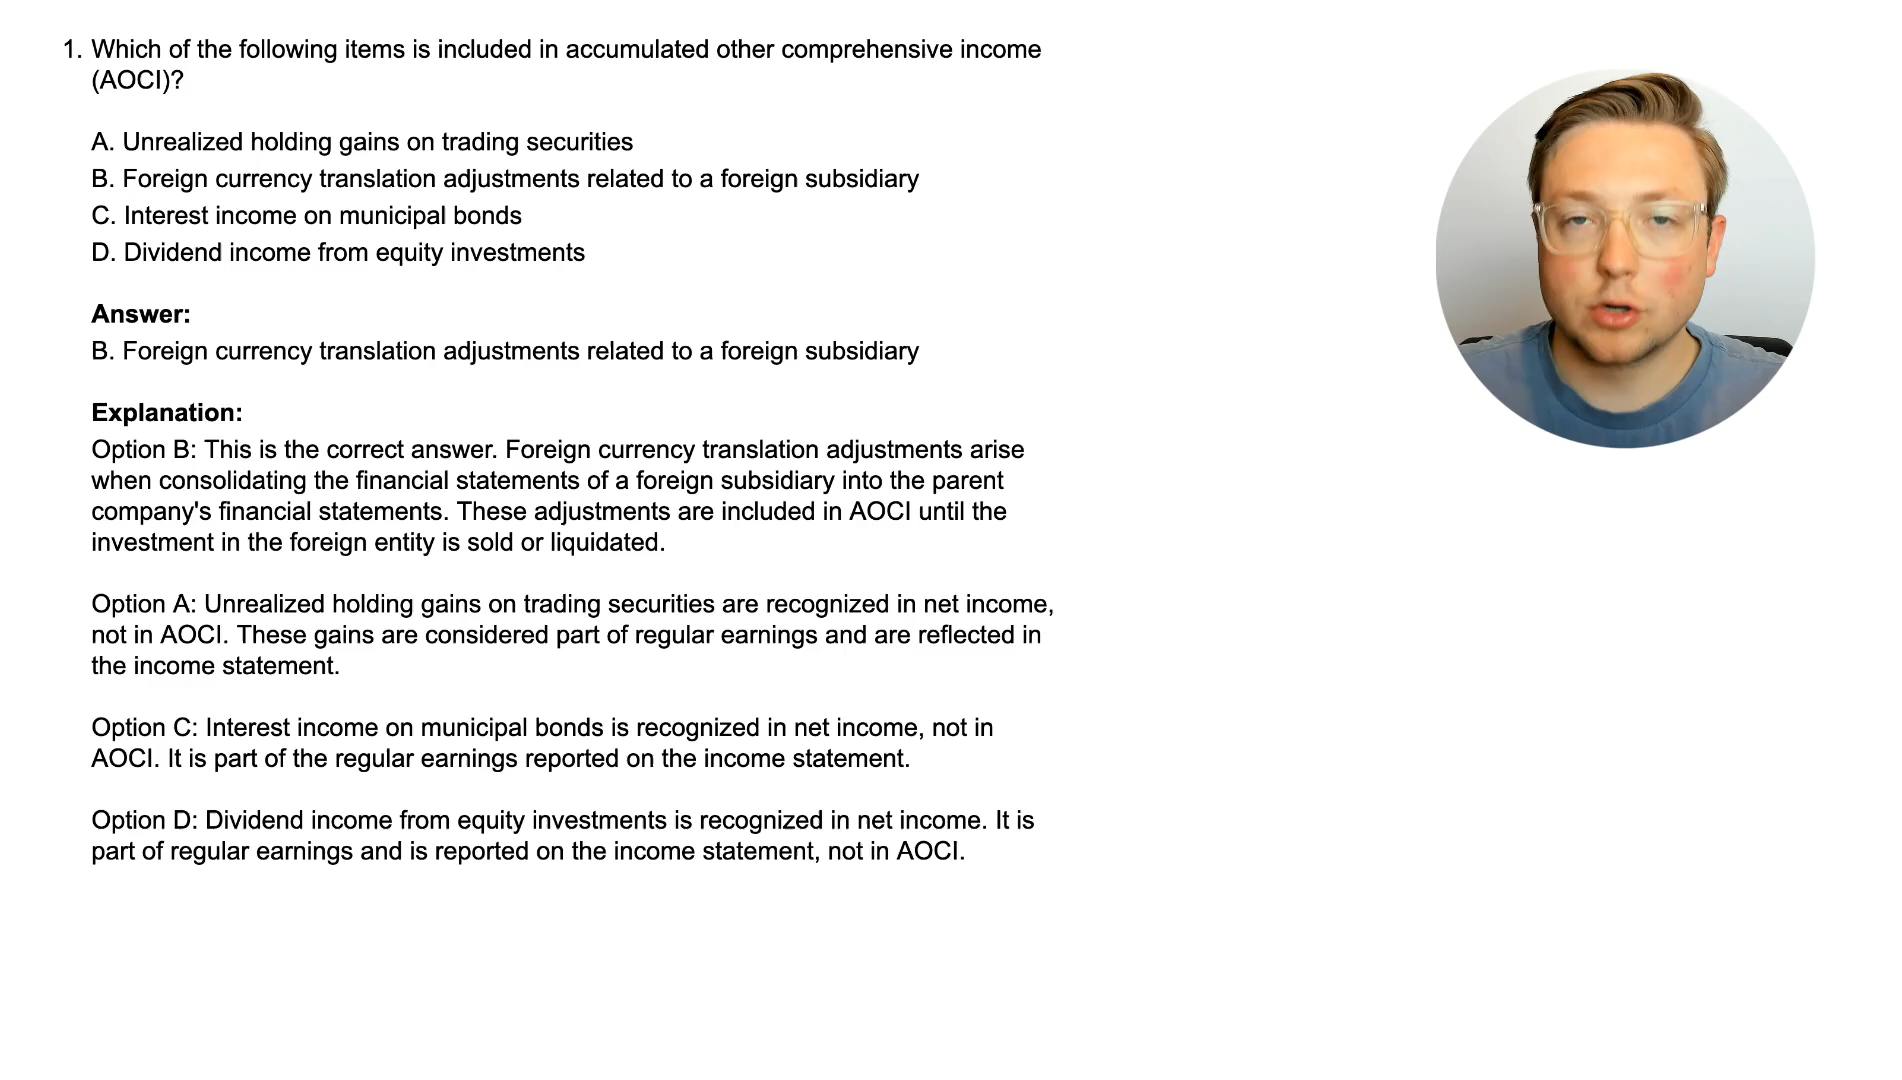 1. Which of the following items is included in accumulated other comprehensive income
(AOCI)?
A. Unrealized holding gains on trading securities
B. Foreign currency translation adjustments related to a foreign subsidiary
C. Interest income on municipal bonds
D. Dividend income from equity investments
Answer:
B. Foreign currency translation adjustments related to a foreign subsidiary
Explanation:
Option B: This is the correct answer. Foreign currency translation adjustments arise
when consolidating the financial statements of a foreign subsidiary into the parent
company's financial statements. These adjustments are included in AOCI until the
investment in the foreign entity is sold or liquidated.
Option A: Unrealized holding gains on trading securities are recognized in net income,
not in AOCI. These gains are considered part of regular earnings and are reflected in
the income statement.
Option C: Interest income on municipal bonds is recognized in net income, not in
AOCI. It is part of the regular earnings reported on the income statement.
Option D: Dividend income from equity investments is recognized in net income. It is
part of regular earnings and is reported on the income statement, not in AOCI.